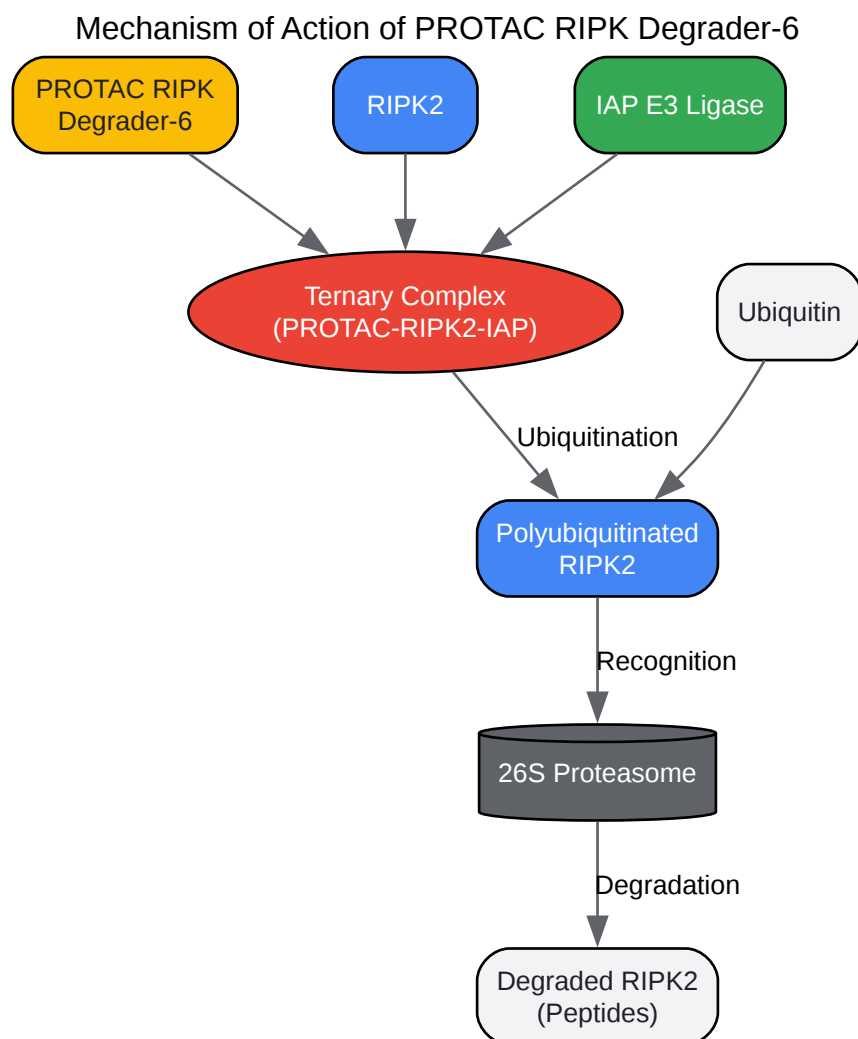 Mechanism of Action of PROTAC RIPK Degrader-6
PROTAC RIPK
Degrader-6
RIPK2
IAP E3 Ligase
Ternary Complex
(PROTAC-RIPK2-IAP)
Ubiquitin
Ubiquitination
Polyubiquitinated
RIPK2
Recognition
26S Proteasome
Degradation
Degraded RIPK2
(Peptides)